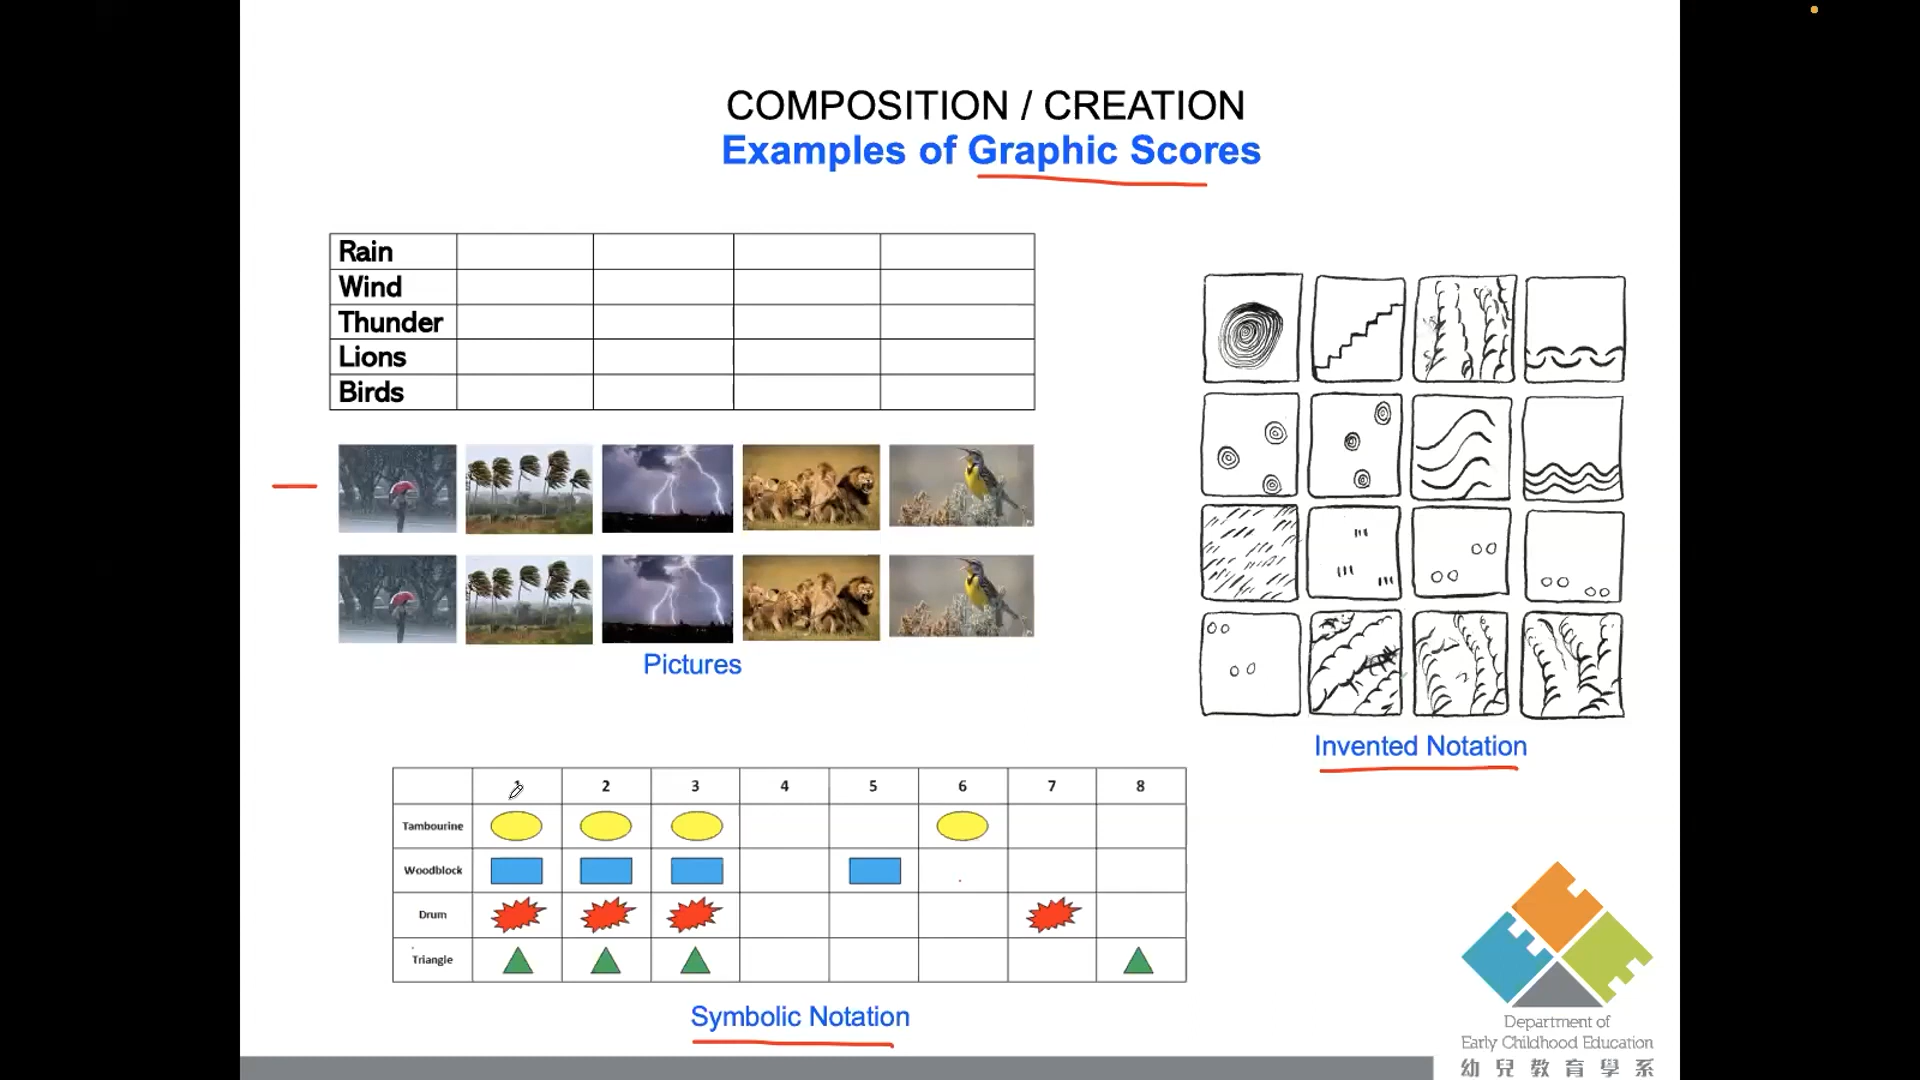 COMPOSITION / CREATION
Examples of Graphic Scores
Rain
Wind
Thunder
Lions
Birds
Pictures
Invented Notation
1 2 3 4 5 6 7 8
Tambourine
Woodblock
Drum
Triangle
Symbolic Notation
Department of
Early Childhood Education
幼兒教育學系